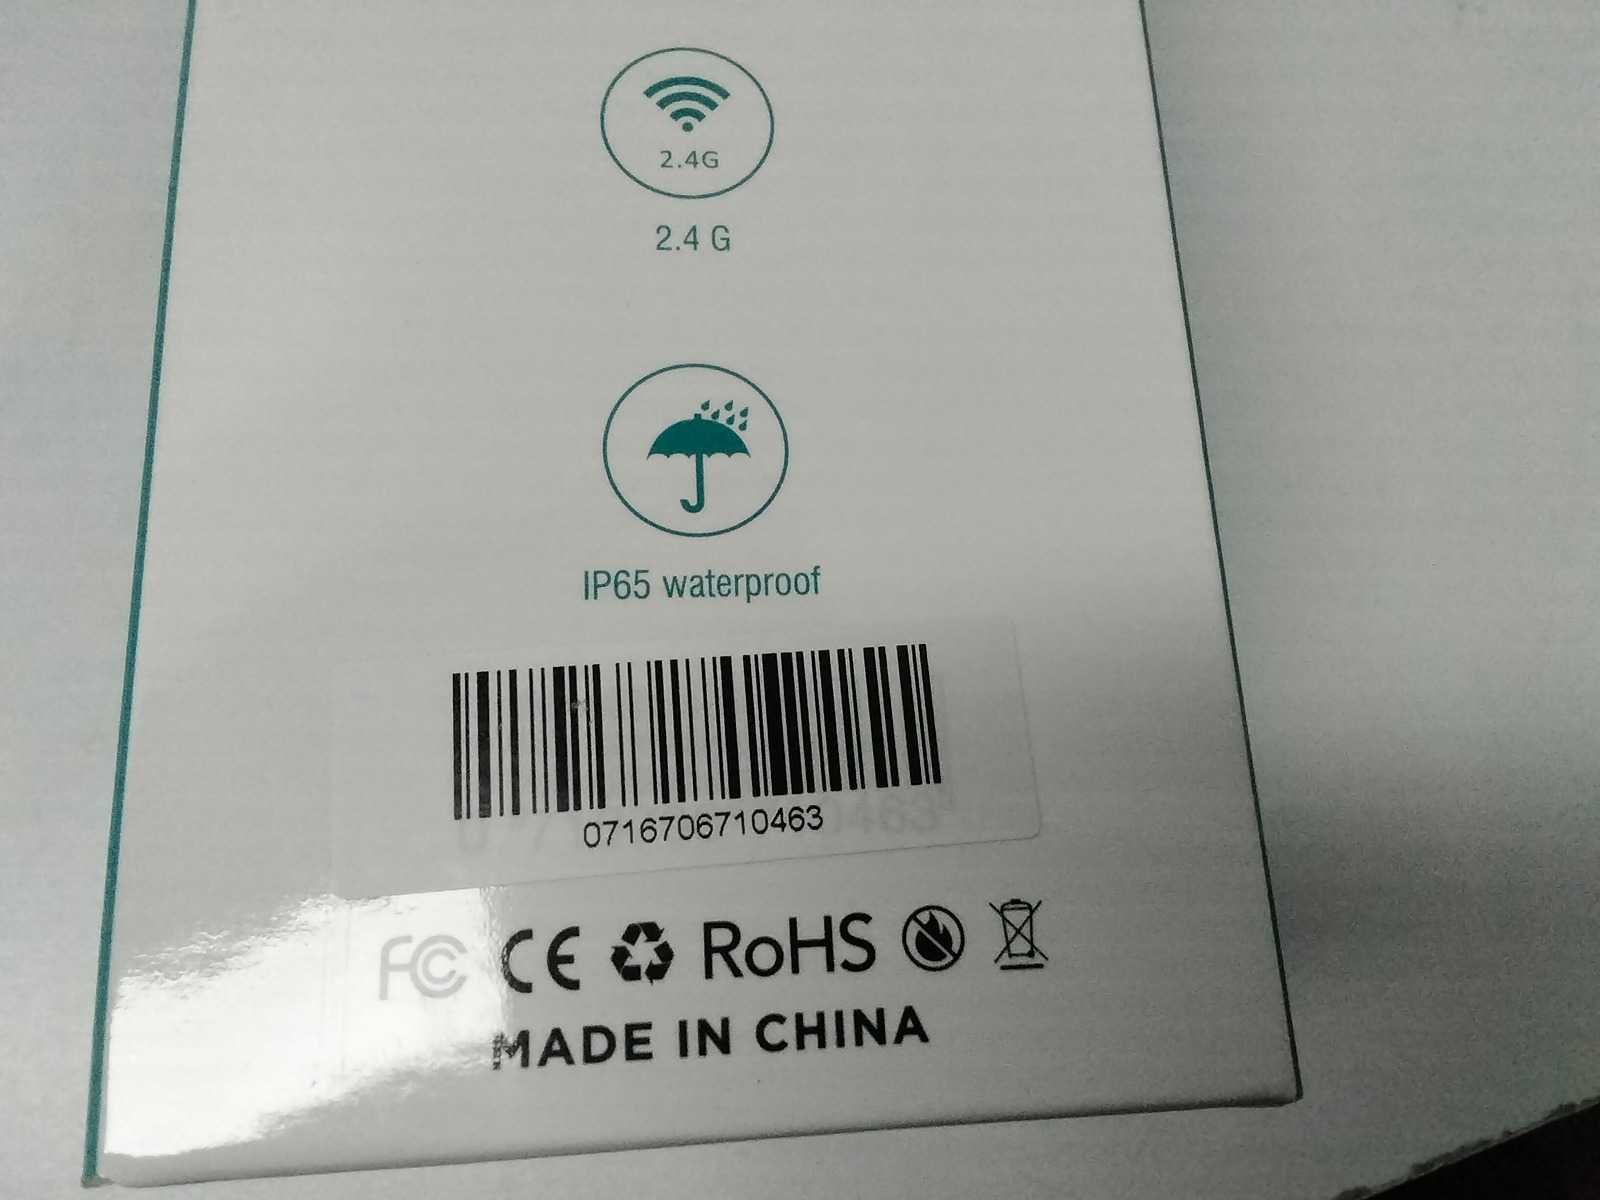 2.4G
2.4 G
IP65 waterproof
0716706710463
FC CE RoHS
MADE IN CHINA